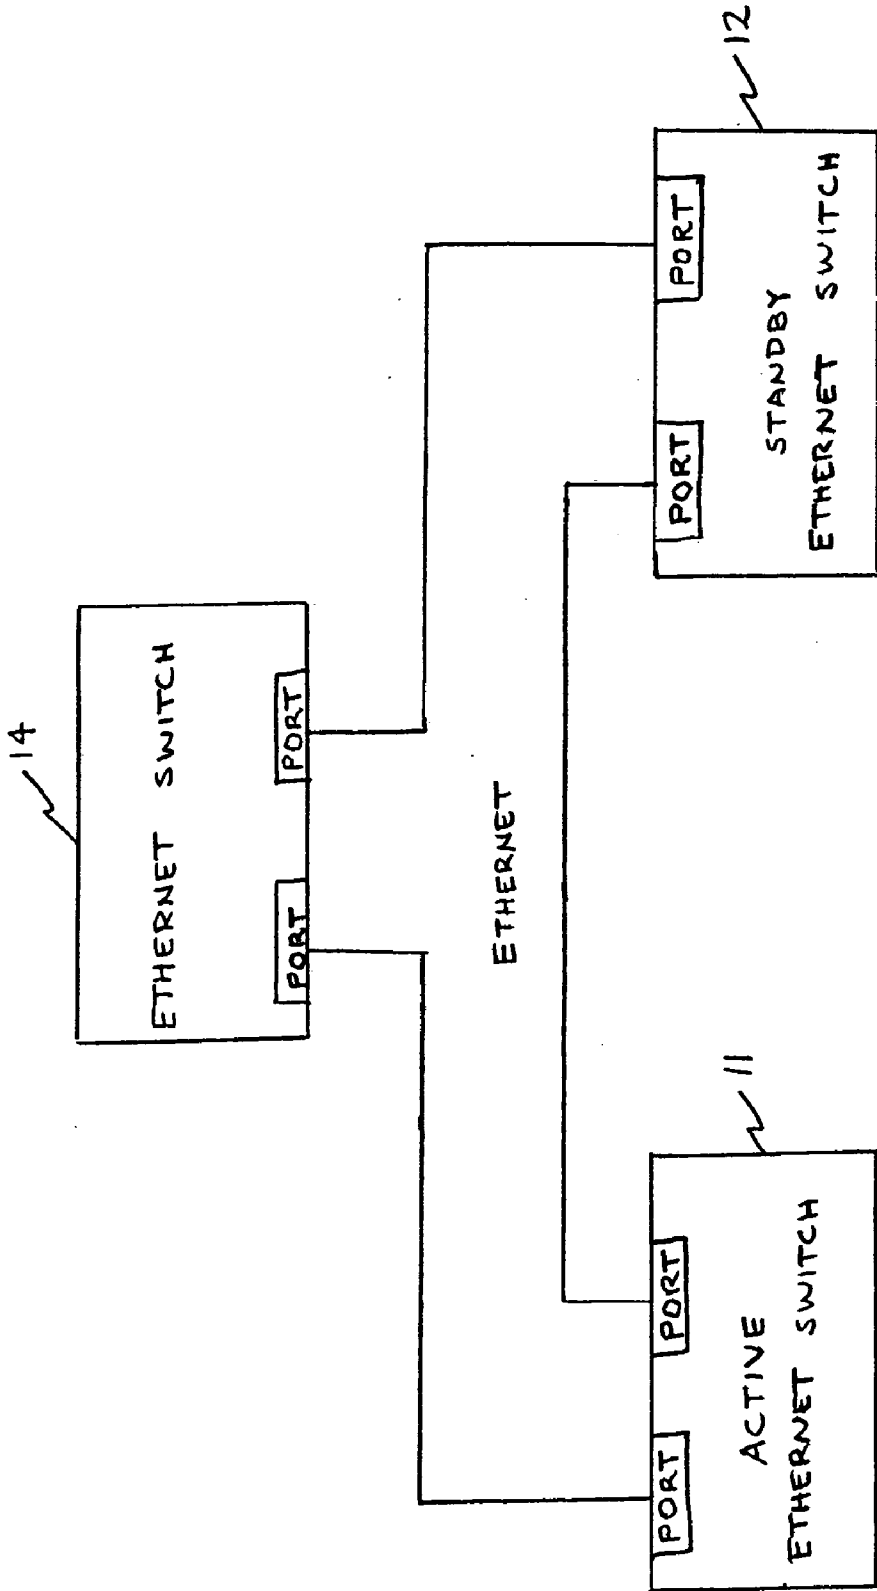 14
ETHERNET SWITCH
PORT
PORT
ETHERNET
11
12
PORT
PORT
PORT
PORT
ACTIVE
ETHERNET SWITCH
STANDBY
ETHERNET SWITCH